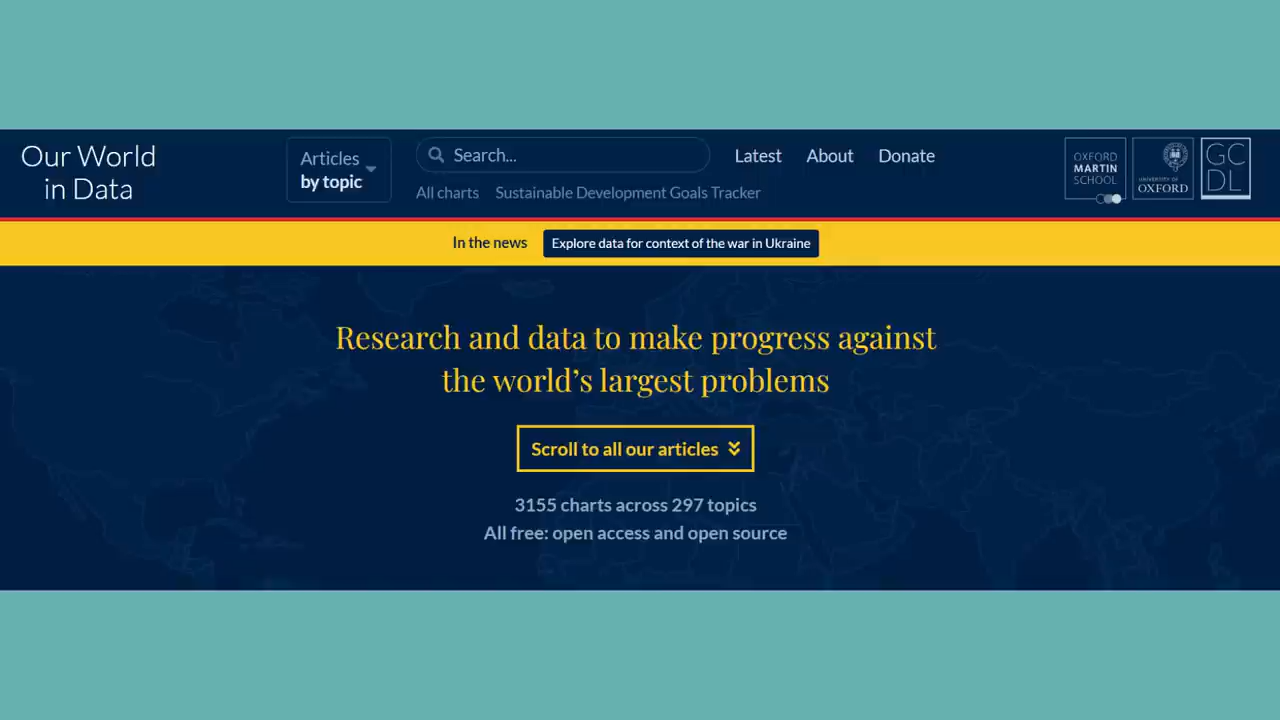 Our World
in Data
Articles
by topic
Search...
Latest
About
Donate
All charts
Sustainable Development Goals Tracker
OXFORD
MARTIN
SCHOOL
UNIVERSITY OF
OXFORD
GC
DL
In the news
Explore data for context of the war in Ukraine
Research and data to make progress against
the world’s largest problems
Scroll to all our articles
3155 charts across 297 topics
All free: open access and open source